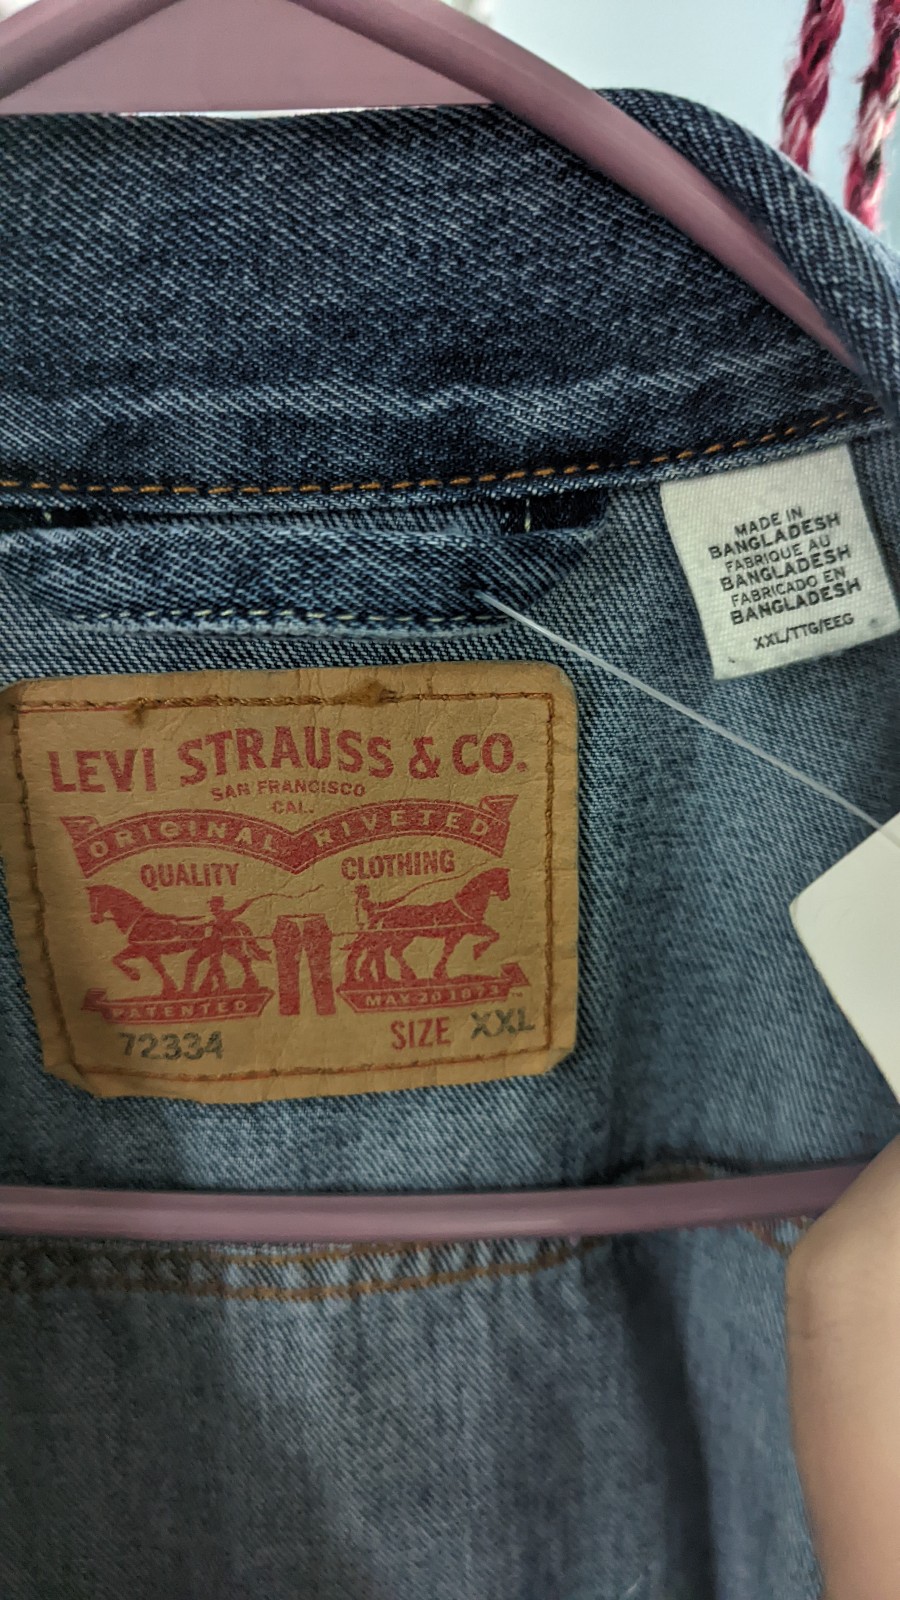 MADE IN
BANGLADESH
FABRIQUE AU
BANGLADESH
FABRICADO EN
BANGLADESH
XXL/TTG/EEG
LEVI STRAUSS & CO.
SAN FRANCISCO
CAL.
ORIGINAL RIVETED
QUALITY CLOTHING
PATENTED MAY 20 1873 ™
72334 SIZE XXL